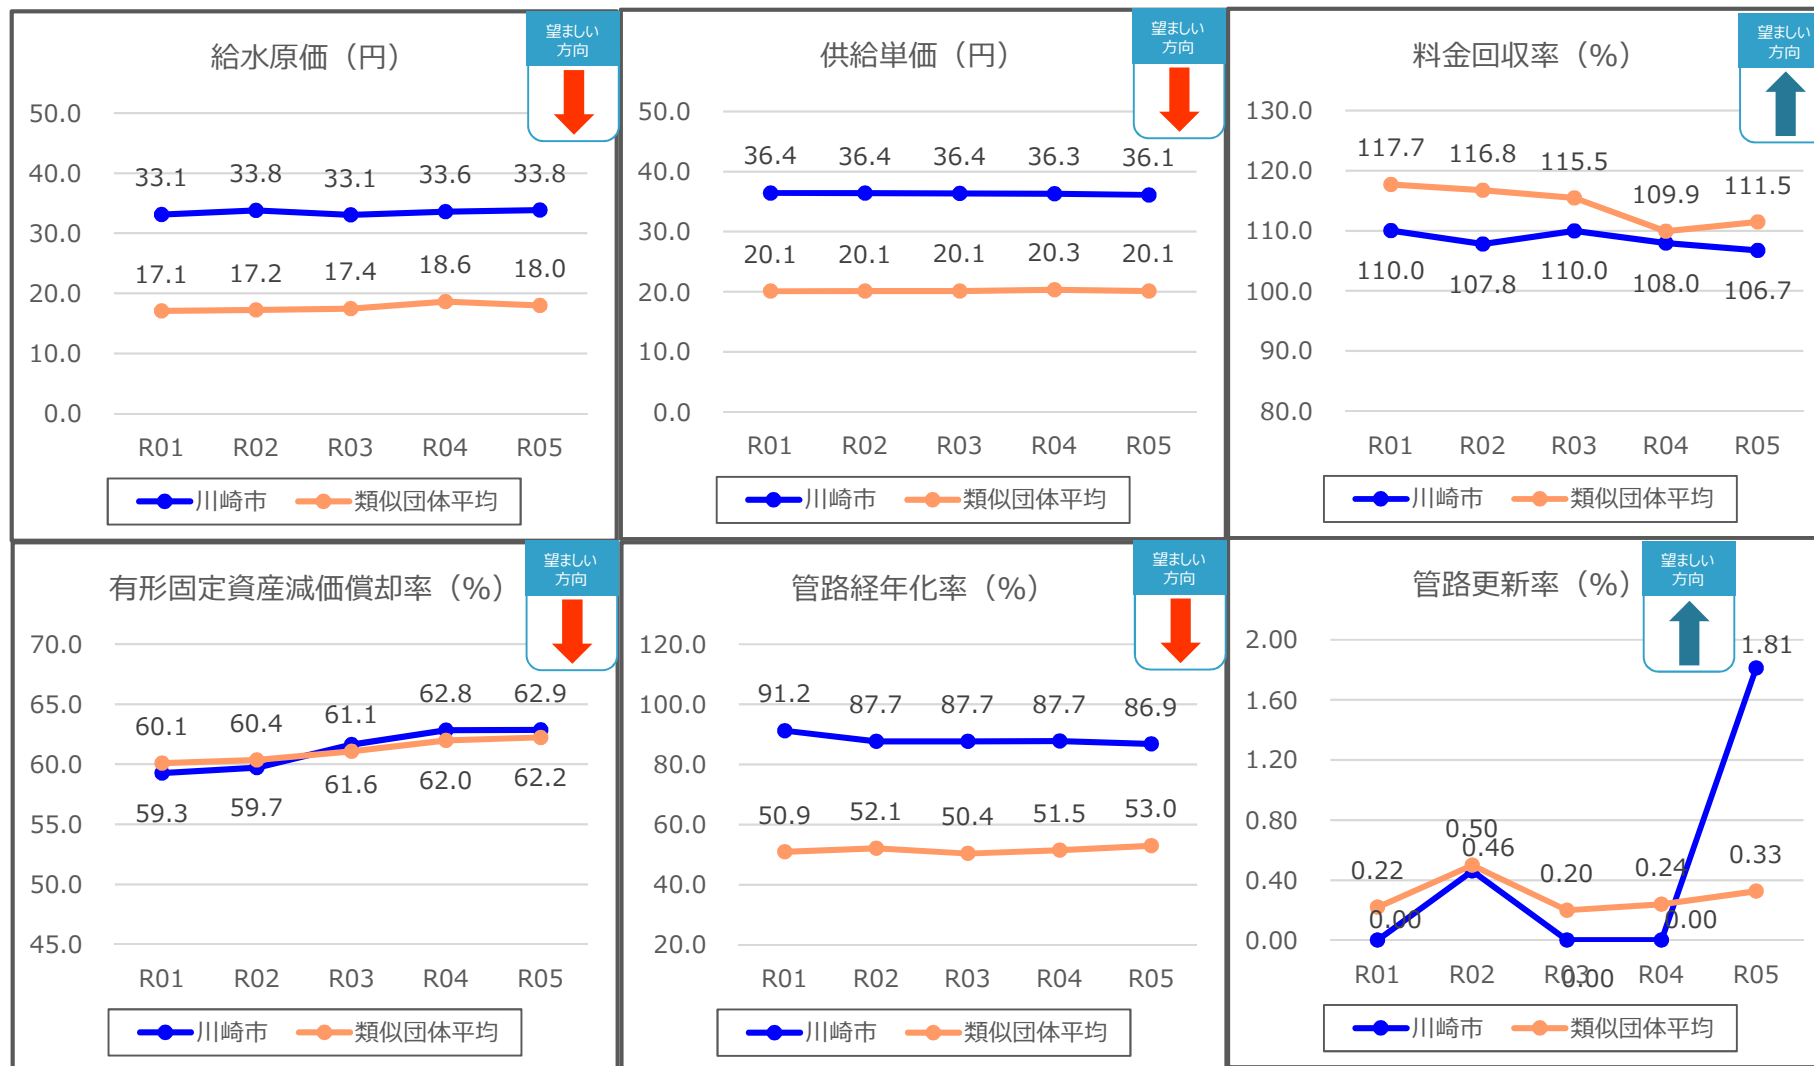 給水原価（円）
望ましい
方向
50.0
40.0
30.0
20.0
10.0
0.0
33.1 33.8 33.1 33.6 33.8
17.1 17.2 17.4 18.6 18.0
R01 R02 R03 R04 R05
川崎市 類似団体平均
供給単価（円）
望ましい
方向
50.0
40.0
30.0
20.0
10.0
0.0
36.4 36.4 36.4 36.3 36.1
20.1 20.1 20.1 20.3 20.1
R01 R02 R03 R04 R05
川崎市 類似団体平均
料金回収率（%）
望ましい
方向
130.0
120.0
110.0
100.0
90.0
80.0
117.7 116.8 115.5 109.9 111.5
110.0 107.8 110.0 108.0 106.7
R01 R02 R03 R04 R05
川崎市 類似団体平均
有形固定資産減価償却率（%）
望ましい
方向
70.0
65.0
60.0
55.0
50.0
45.0
60.1 60.4 61.1 62.8 62.9
59.3 59.7 61.6 62.0 62.2
R01 R02 R03 R04 R05
川崎市 類似団体平均
管路経年化率（%）
望ましい
方向
120.0
100.0
80.0
60.0
40.0
20.0
91.2 87.7 87.7 87.7 86.9
50.9 52.1 50.4 51.5 53.0
R01 R02 R03 R04 R05
川崎市 類似団体平均
管路更新率（%）
望ましい
方向
2.00
1.60
1.20
0.80
0.40
0.00
1.81
0.22 0.50 0.20 0.24 0.33
0.00 0.46 0.00 0.00
R01 R02 R03 R04 R05
川崎市 類似団体平均